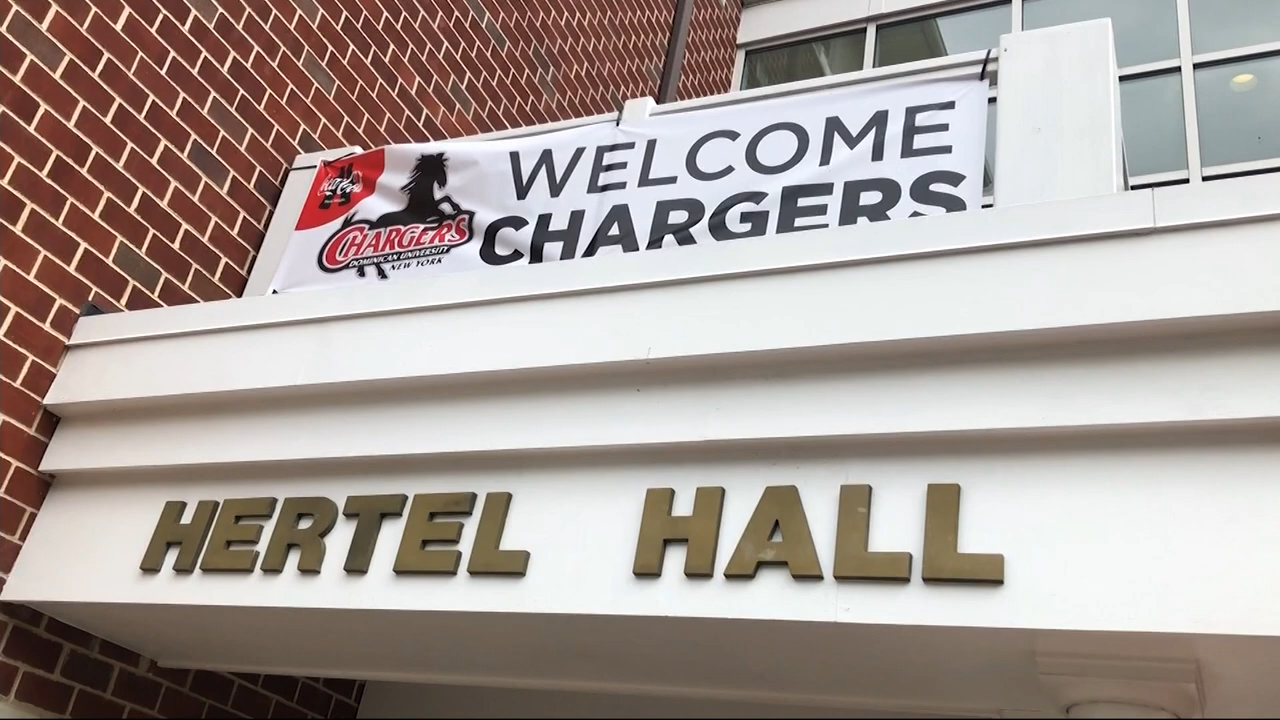 WELCOME
CHARGERS
CHARGERS
DOMINICAN UNIVERSITY
NEW YORK
HERTEL HALL